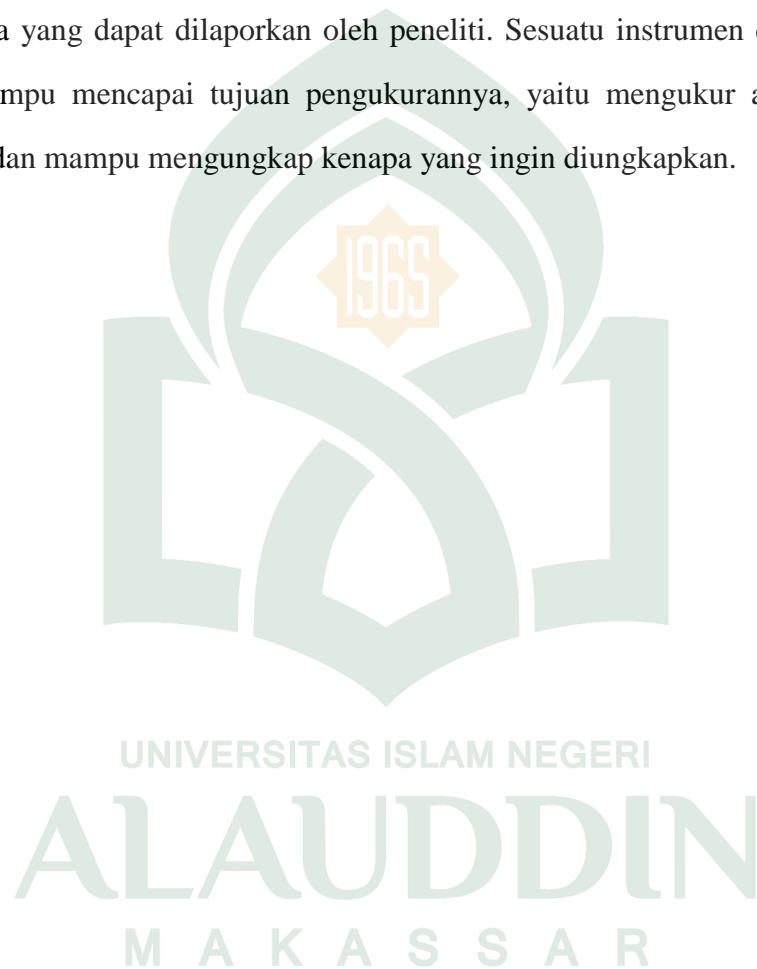 yang dapat dilaporkan oleh peneliti. Sesuatu instrumen
mencapai tujuan pengukurannya, yaitu mengukur
dan mampu mengungkap kenapa yang ingin diungkapkan.
1965
UNIVERSITAS ISLAM NEGERI
ALAUDDIN
MAKASSAR